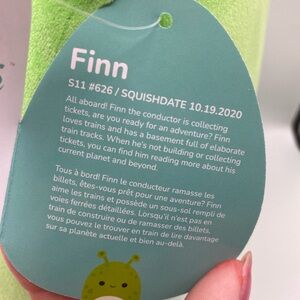 Finn
S11 #626 / SQUISHDATE 10.19.2020
All aboard! Finn the conductor is collecting
tickets, are you ready for an adventure? Finn
loves trains and has a basement full of elaborate
train tracks. When he's not building or collecting
tickets, you can find him reading more about his
current planet and beyond.
Tous à bord! Finn le conducteur ramasse les
billets, êtes-vous prêt pour une aventure? Finn
aime les trains et possède un sous-sol rempli de
voies ferrées détaillées. Lorsqu'il n'est pas en
train de construire ou de ramasser des billets,
vous pouvez le trouver en train de lire davantage
sur sa planète actuelle et bien au-delà.